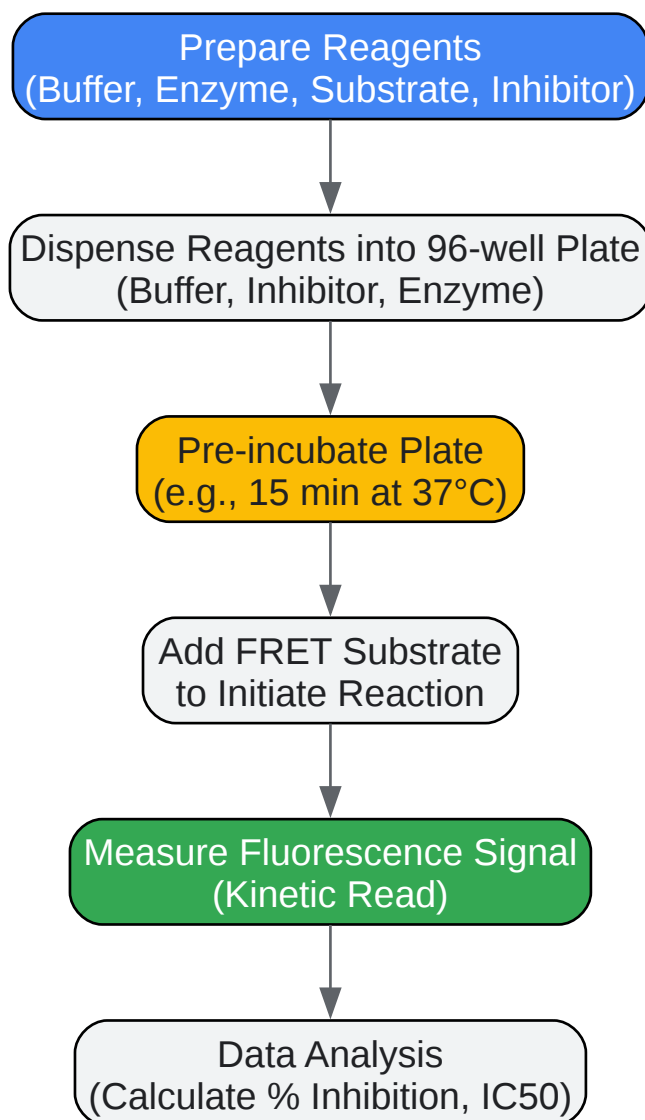 Prepare Reagents
(Buffer, Enzyme, Substrate, Inhibitor)
Dispense Reagents into 96-well Plate
(Buffer, Inhibitor, Enzyme)
Pre-incubate Plate
(e.g., 15 min at 37°C)
Add FRET Substrate
to Initiate Reaction
Measure Fluorescence Signal
(Kinetic Read)
Data Analysis
(Calculate % Inhibition, IC50)